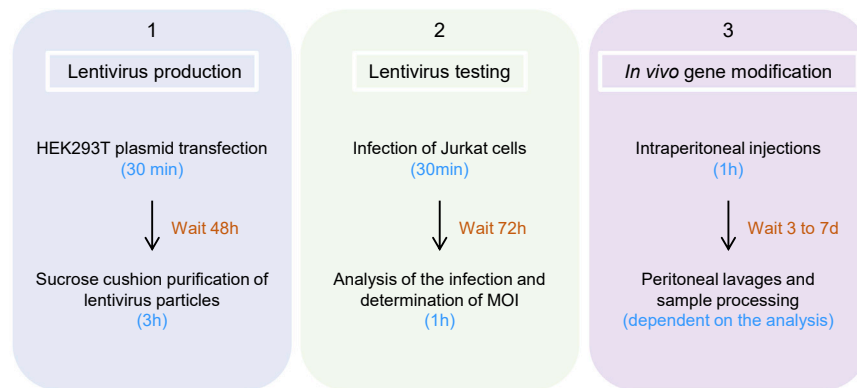 1
Lentivirus production
HEK293T plasmid transfection
(30 min)
Wait 48h
Sucrose cushion purification of
lentivirus particles
(3h)
2
Lentivirus testing
Infection of Jurkat cells
(30min)
Wait 72h
Analysis of the infection and
determination of MOI
(1h)
3
In vivo gene modification
Intraperitoneal injections
(1h)
Wait 3 to 7d
Peritoneal lavages and
sample processing
(dependent on the analysis)